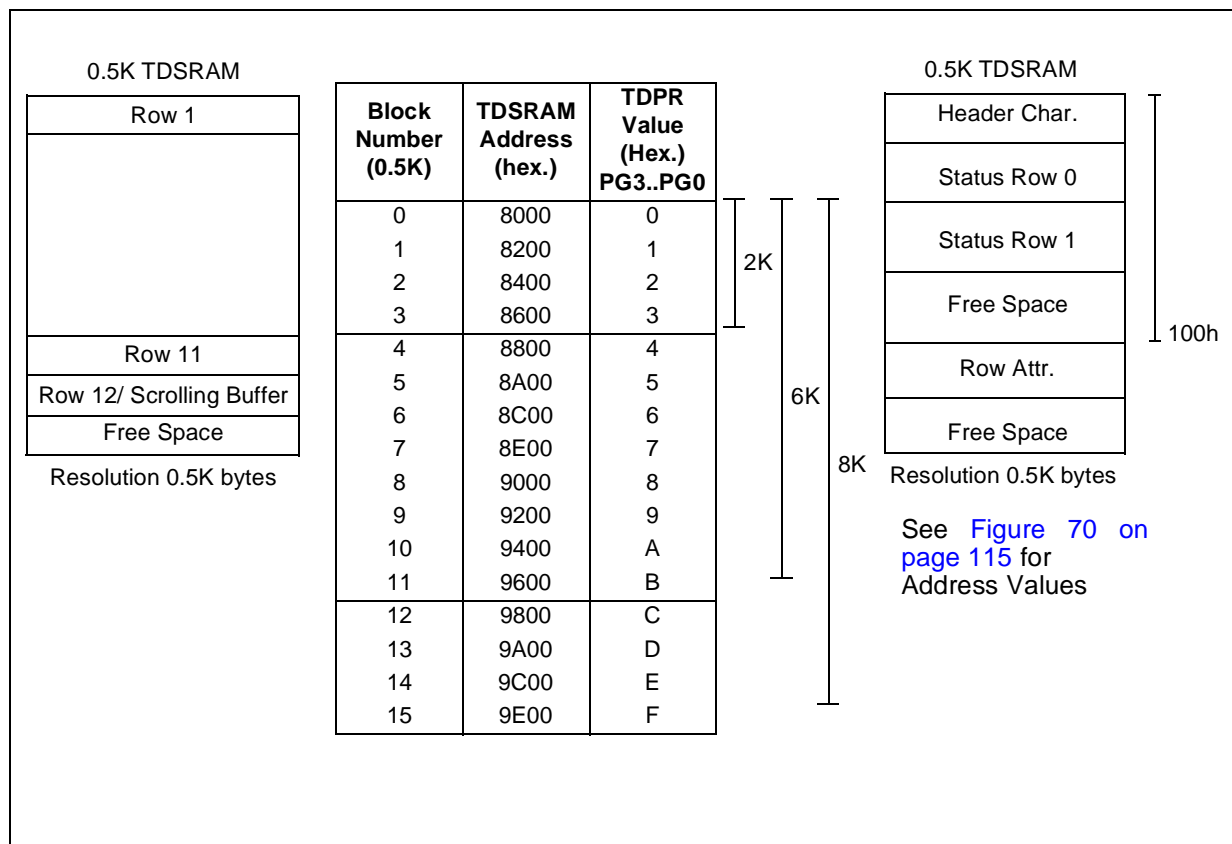 0.5K TDSRAM
Row 1
Row 11
Row 12/ Scrolling Buffer
Free Space
Resolution 0.5K bytes
Block Number (0.5K) TDSRAM Address (hex.) TDPR Value (Hex.) PG3..PG0
0 8000 0
1 8200 1
2 8400 2
3 8600 3
4 8800 4
5 8A00 5
6 8C00 6
7 8E00 7
8 9000 8
9 9200 9
10 9400 A
11 9600 B
12 9800 C
13 9A00 D
14 9C00 E
15 9E00 F
2K
6K
8K
0.5K TDSRAM
Header Char.
Status Row 0
Status Row 1
Free Space
100h
Row Attr.
Free Space
Resolution 0.5K bytes
See Figure 70 on
page 115 for
Address Values